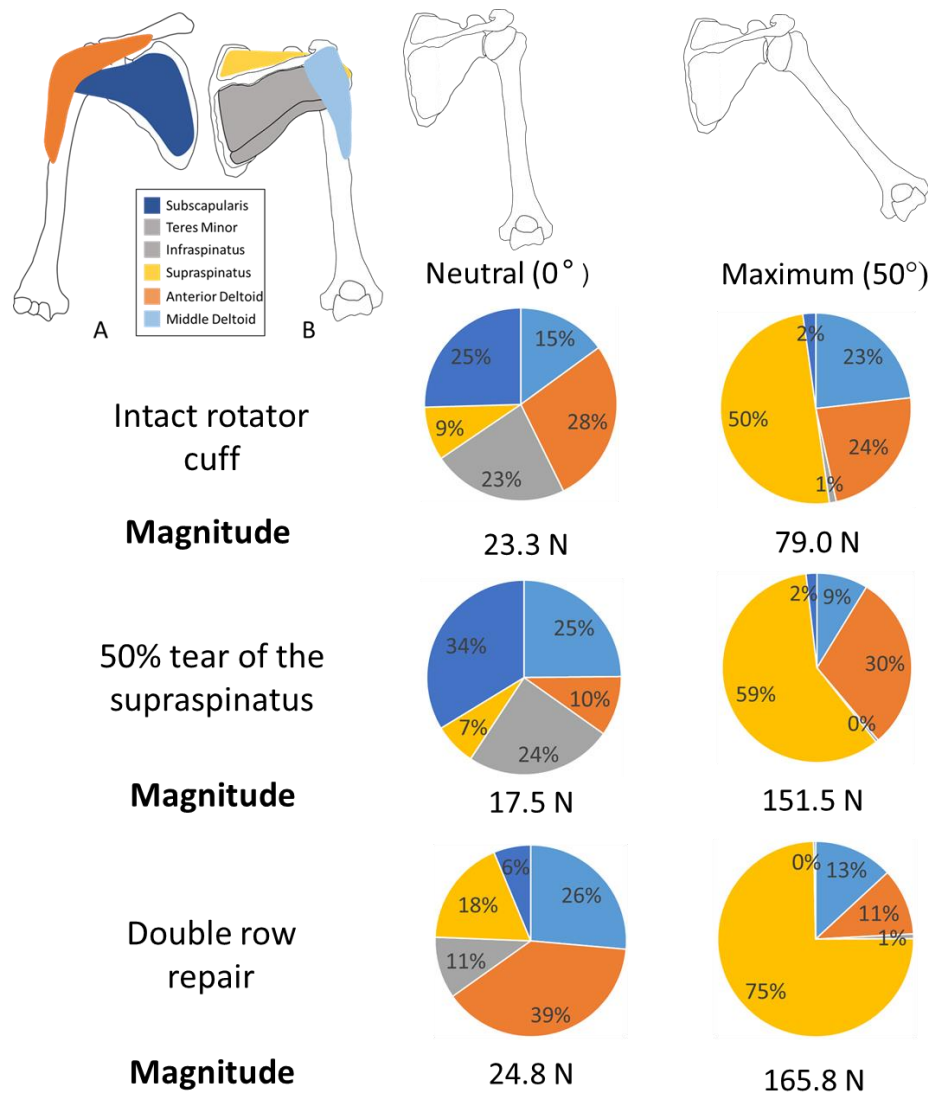 Subscapularis
Teres Minor
Infraspinatus
Supraspinatus
Anterior Deltoid
Middle Deltoid
A
B
Neutral (0°)
Maximum (50°)
Intact rotator
cuff
25%
15%
28%
23%
9%
2%
23%
24%
1%
50%
Magnitude
23.3 N
79.0 N
50% tear of the
supraspinatus
34%
25%
10%
24%
7%
2%
9%
30%
0%
59%
Magnitude
17.5 N
151.5 N
Double row
repair
6%
26%
39%
11%
18%
0%
13%
11%
1%
75%
Magnitude
24.8 N
165.8 N